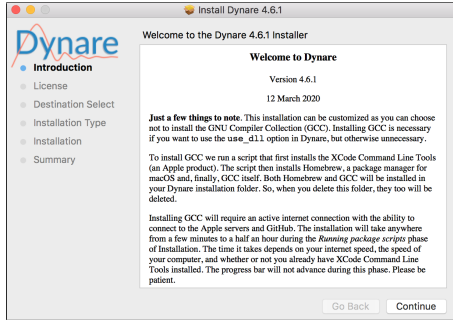 Install Dynare 4.6.1
Dynare
Welcome to the Dynare 4.6.1 Installer
Introduction
License
Destination Select
Installation Type
Installation
Summary
Welcome to Dynare
Version 4.6.1
12 March 2020
Just a few things to note. This installation can be customized as you can choose
not to install the GNU Compiler Collection (GCC). Installing GCC is necessary
if you want to use the use_dll option in Dynare, but otherwise unnecessary.
To install GCC we run a script that first installs the XCode Command Line Tools
(an Apple product). The script then installs Homebrew, a package manager for
macOS and, finally, GCC itself. Both Homebrew and GCC will be installed in
your Dynare installation folder. So, when you delete this folder, they too will be
deleted.
Installing GCC will require an active internet connection with the ability to
connect to the Apple servers and GitHub. The installation will take anywhere
from a few minutes to a half an hour during the Running package scripts phase
of Installation. The time it takes depends on your internet speed, the speed of
your computer, and whether or not you already have XCode Command Line
Tools installed. The progress bar will not advance during this phase. Please be
patient.
Go Back
Continue